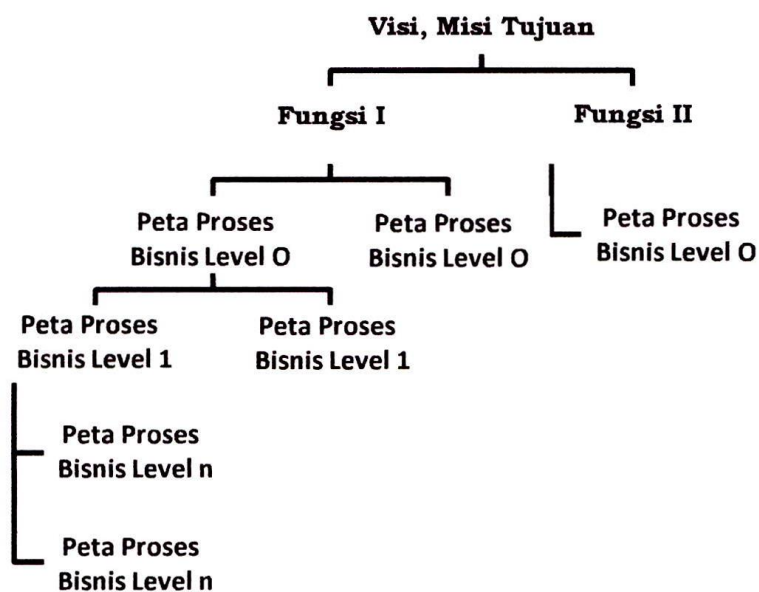 Visi, Misi Tujuan
Fungsi I
Fungsi II
Peta Proses
Bisnis Level O
Peta Proses
Bisnis Level O
Peta Proses
Bisnis Level O
Peta Proses
Bisnis Level 1
Peta Proses
Bisnis Level 1
Peta Proses
Bisnis Level n
Peta Proses
Bisnis Level n